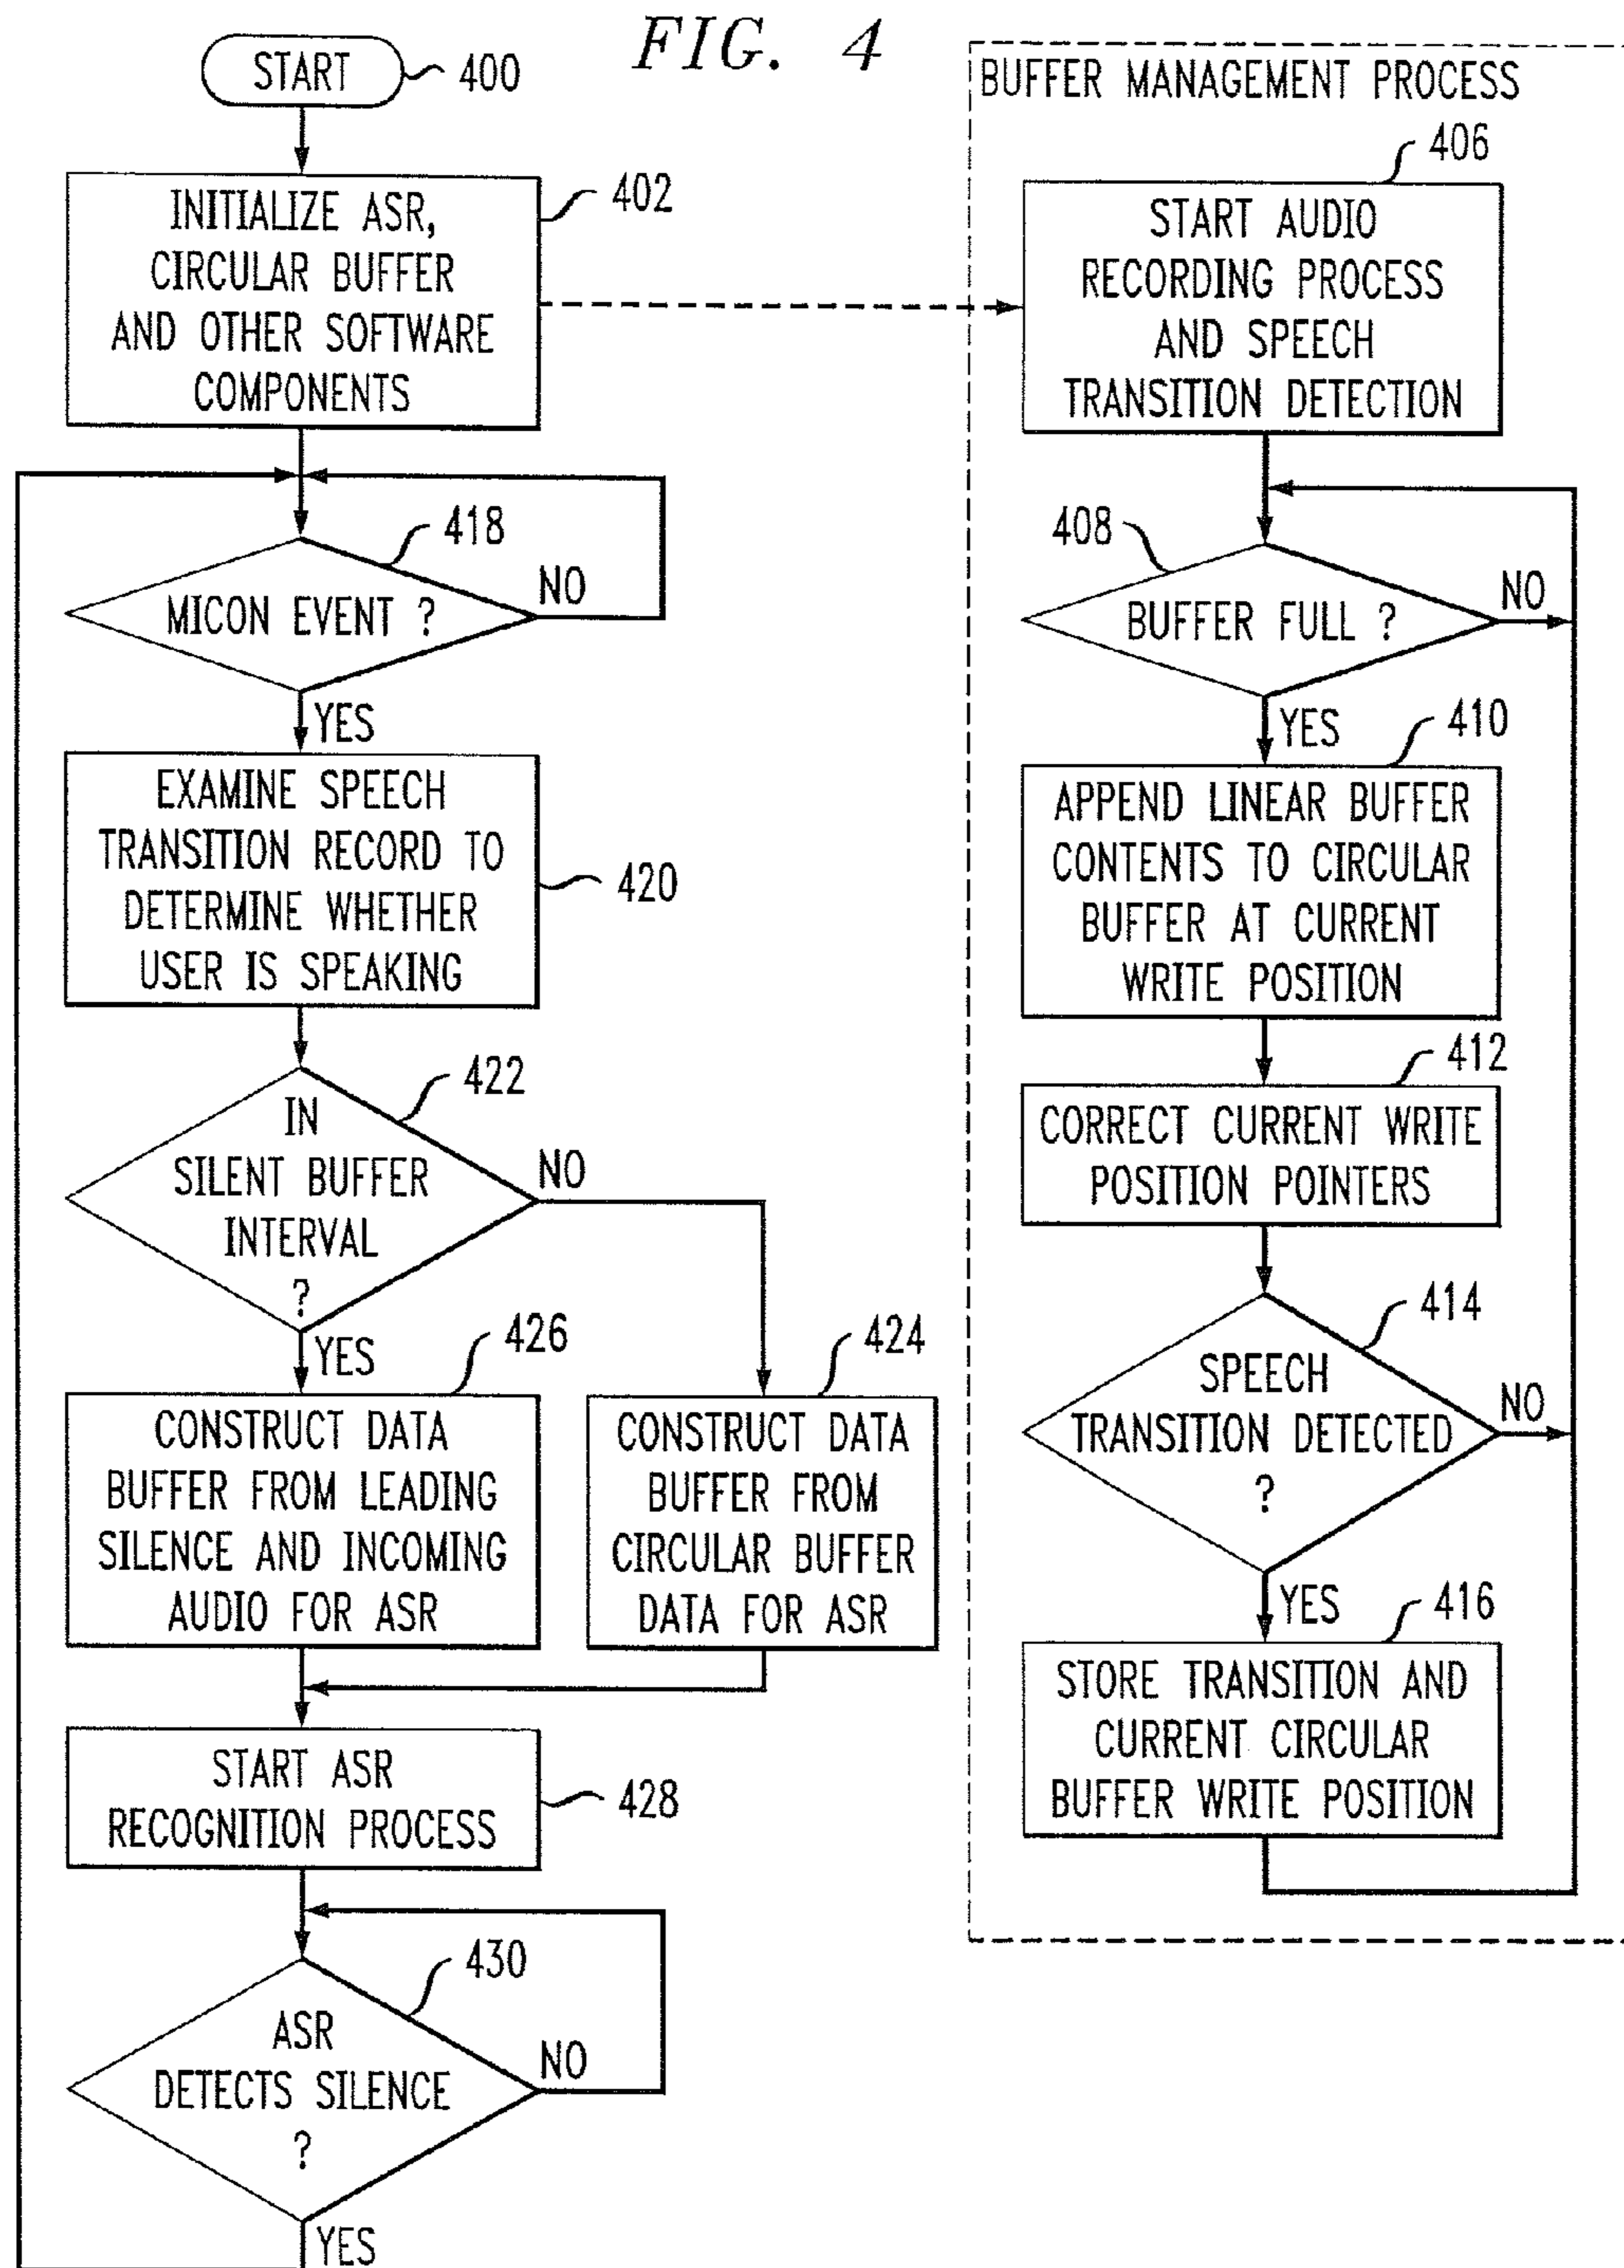 FIG. 4
START
400
INITIALIZE ASR,
CIRCULAR BUFFER
AND OTHER SOFTWARE
COMPONENTS
402
418
MICON EVENT ?
NO
YES
EXAMINE SPEECH
TRANSITION RECORD TO
DETERMINE WHETHER
USER IS SPEAKING
420
422
IN
SILENT BUFFER
INTERVAL
?
NO
YES
426
CONSTRUCT DATA
BUFFER FROM LEADING
SILENCE AND INCOMING
AUDIO FOR ASR
424
CONSTRUCT DATA
BUFFER FROM
CIRCULAR BUFFER
DATA FOR ASR
START ASR
RECOGNITION PROCESS
428
430
ASR
DETECTS SILENCE
?
NO
YES
BUFFER MANAGEMENT PROCESS
406
START AUDIO
RECORDING PROCESS
AND SPEECH
TRANSITION DETECTION
408
BUFFER FULL ?
NO
YES
410
APPEND LINEAR BUFFER
CONTENTS TO CIRCULAR
BUFFER AT CURRENT
WRITE POSITION
412
CORRECT CURRENT WRITE
POSITION POINTERS
414
SPEECH
TRANSITION DETECTED
?
NO
YES
416
STORE TRANSITION AND
CURRENT CIRCULAR
BUFFER WRITE POSITION